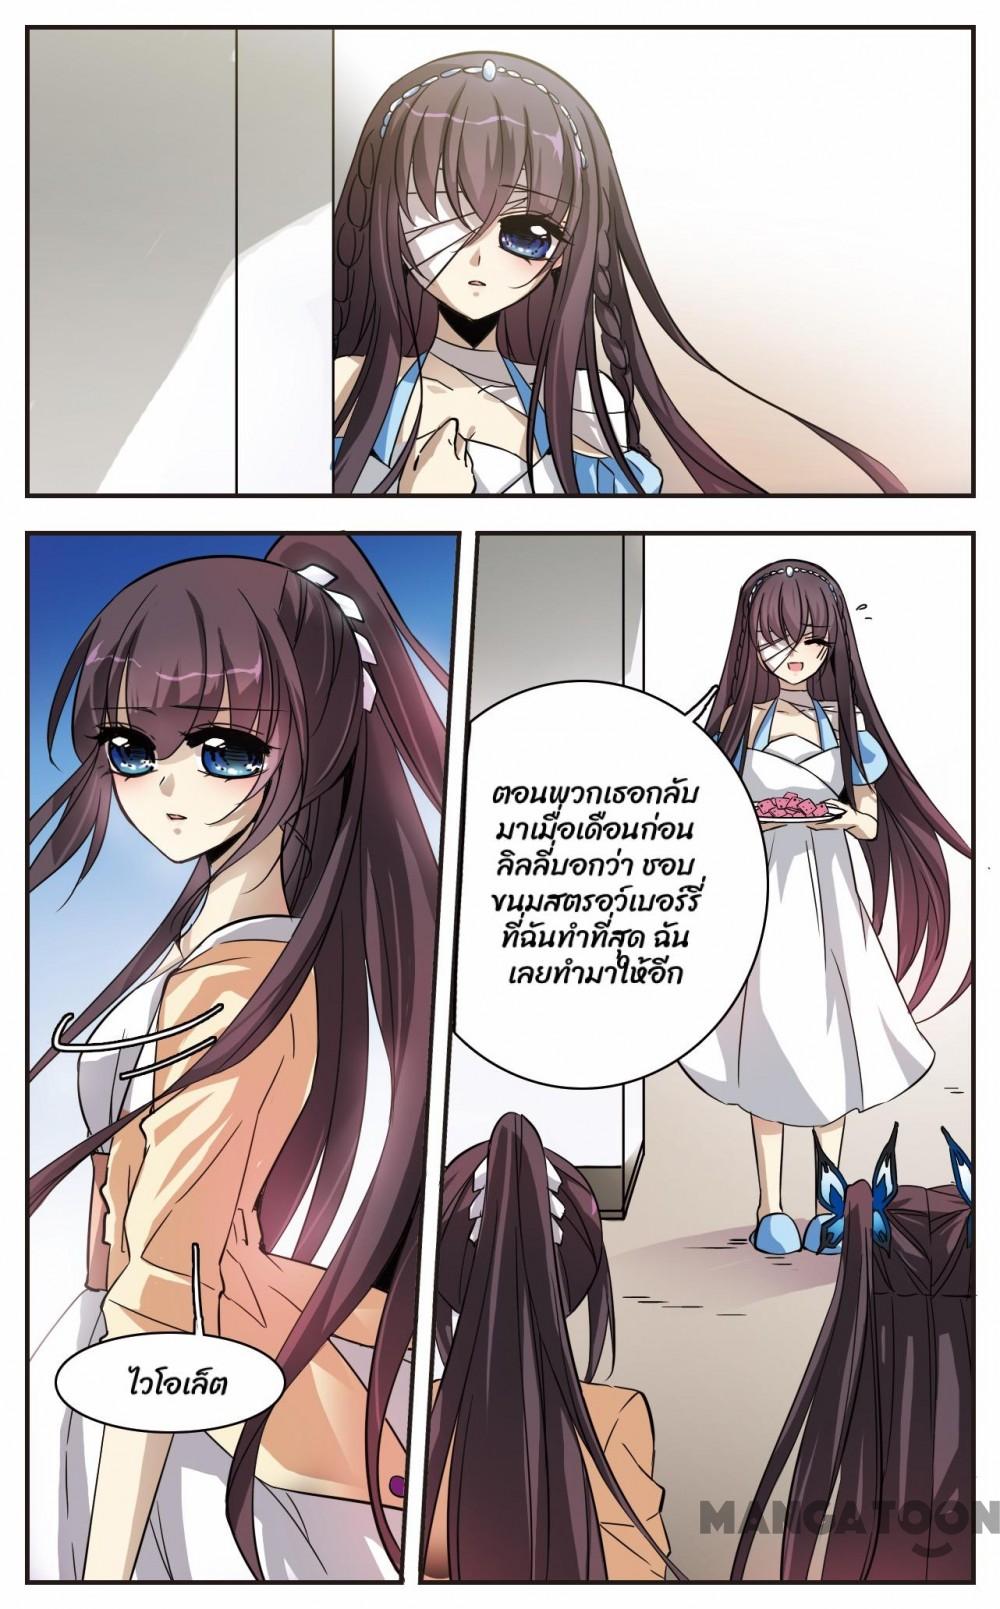 ตอนพวกเธอกลับ
มาเมื่อเดือนก่อน
ลิลลี่บอกว่า ชอบ
ขนมสตรอว์เบอร์รี่
ที่ฉันทำที่สุด ฉัน
เลยทำมาให้อีก
ไวโอเล็ต
MANGATOON